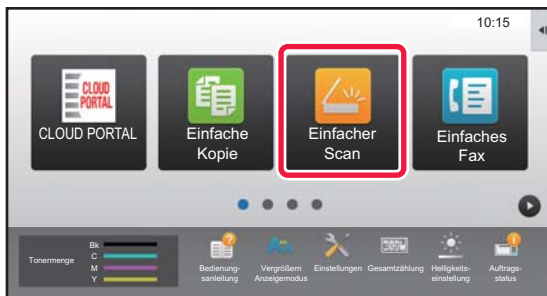 10:15
CLOUD
PORTAL
CLOUD PORTAL
Einfache
Kopie
Einfacher
Scan
Einfaches
Fax
Tonermenge
Bk
C
M
Y
Bedienung-
sanleitung
Vergrößern
Anzeigemodus
Einstellungen
Gesamtzählung
Helligkeits-
einstellung
Auftrags-
status